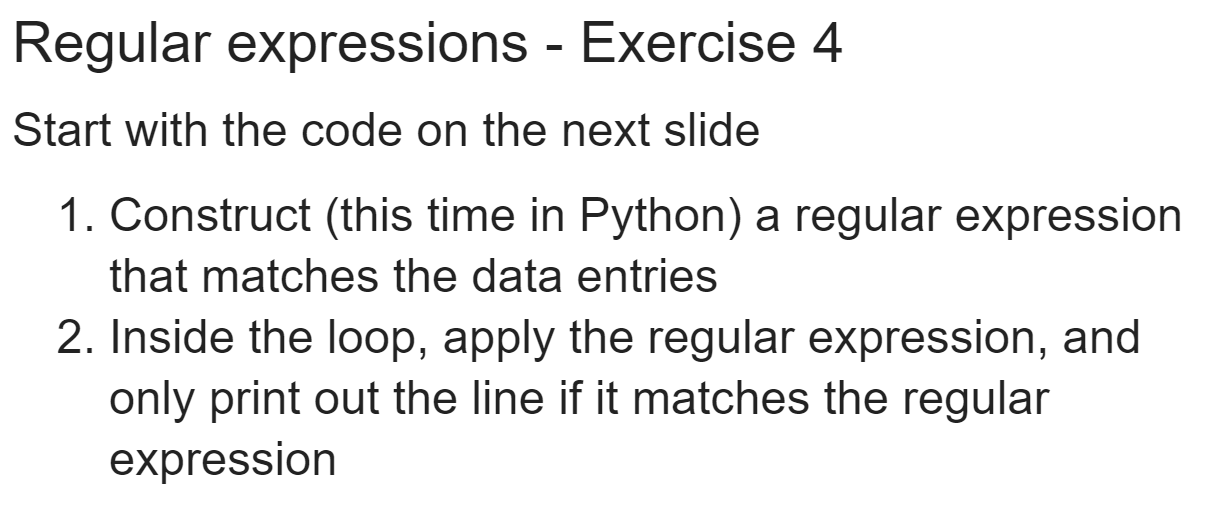 Regular expressions - Exercise 4
Start with the code on the next slide
1. Construct (this time in Python) a regular expression
that matches the data entries
2. Inside the loop, apply the regular expression, and
only print out the line if it matches the regular
expression